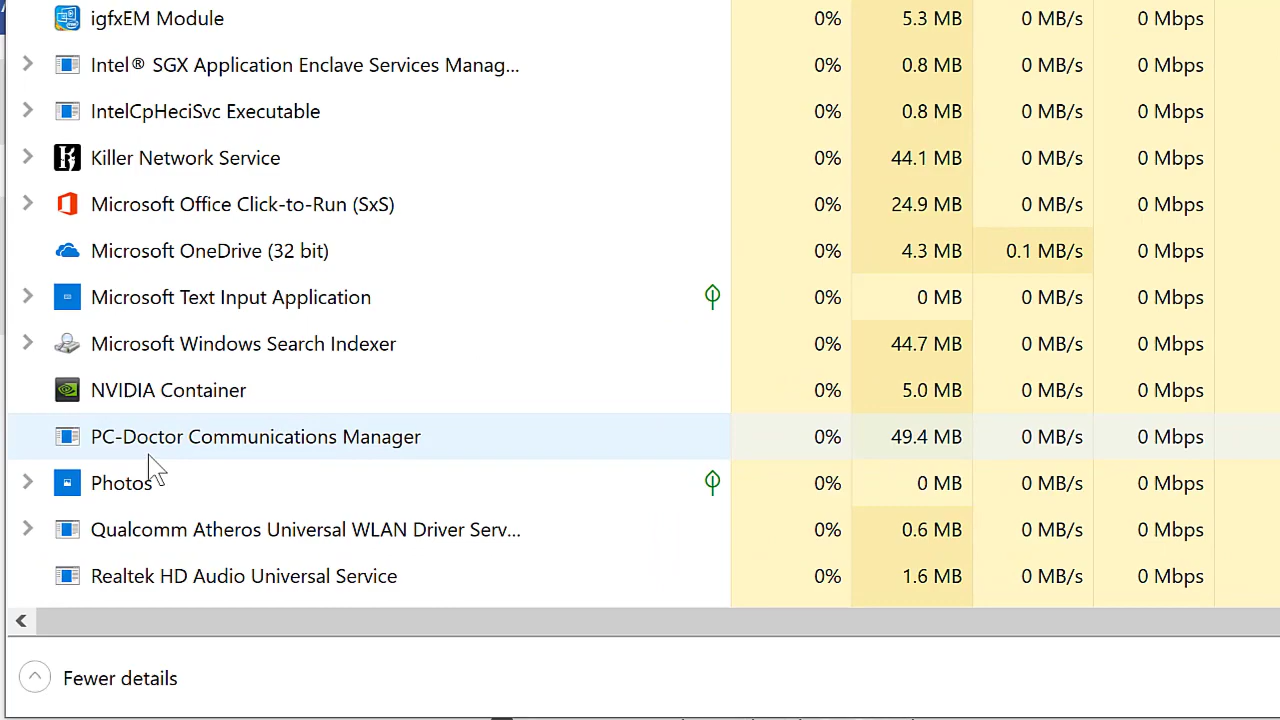 igfxEM Module 0% 5.3 MB 0 MB/s 0 Mbps
Intel® SGX Application Enclave Services Manag... 0% 0.8 MB 0 MB/s 0 Mbps
IntelCpHeciSvc Executable 0% 0.8 MB 0 MB/s 0 Mbps
Killer Network Service 0% 44.1 MB 0 MB/s 0 Mbps
Microsoft Office Click-to-Run (SxS) 0% 24.9 MB 0 MB/s 0 Mbps
Microsoft OneDrive (32 bit) 0% 4.3 MB 0.1 MB/s 0 Mbps
Microsoft Text Input Application 0% 0 MB 0 MB/s 0 Mbps
Microsoft Windows Search Indexer 0% 44.7 MB 0 MB/s 0 Mbps
NVIDIA Container 0% 5.0 MB 0 MB/s 0 Mbps
PC-Doctor Communications Manager 0% 49.4 MB 0 MB/s 0 Mbps
Photos 0% 0 MB 0 MB/s 0 Mbps
Qualcomm Atheros Universal WLAN Driver Serv... 0% 0.6 MB 0 MB/s 0 Mbps
Realtek HD Audio Universal Service 0% 1.6 MB 0 MB/s 0 Mbps
Fewer details